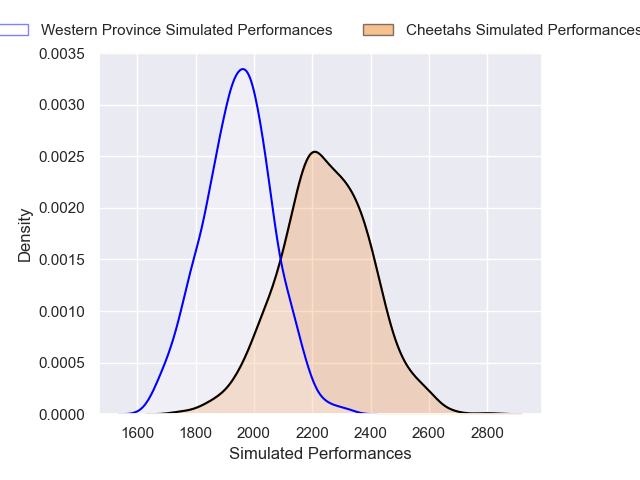 Western Province Simulated Performances
Cheetahs Simulated Performances
0.0035
0.0030
0.0025
0.0020
0.0015
0.0010
0.0005
0.0000
Density
1600 1800 2000 2200 2400 2600 2800
Simulated Performances